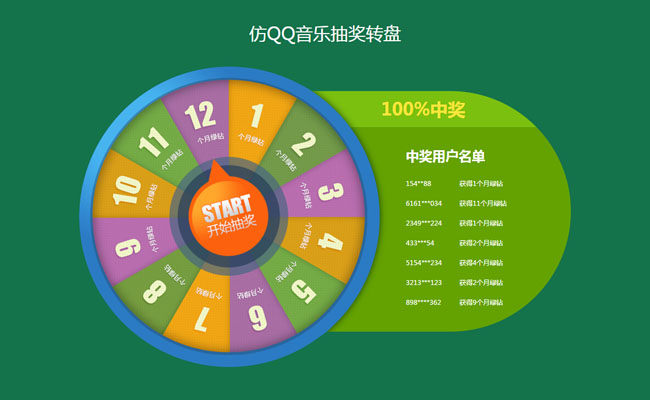 仿QQ音乐抽奖转盘
100%中奖
中奖用户名单
154**88 获得1个月绿钻
6161***034 获得11个月绿钻
2349***224 获得1个月绿钻
433***54 获得2个月绿钻
5154***234 获得4个月绿钻
3213***123 获得2个月绿钻
898****362 获得9个月绿钻
1
个月绿钻
2
个月绿钻
3
个月绿钻
4
个月绿钻
5
个月绿钻
6
个月绿钻
7
个月绿钻
8
个月绿钻
9
个月绿钻
10
个月绿钻
11
个月绿钻
12
个月绿钻
START
开始抽奖